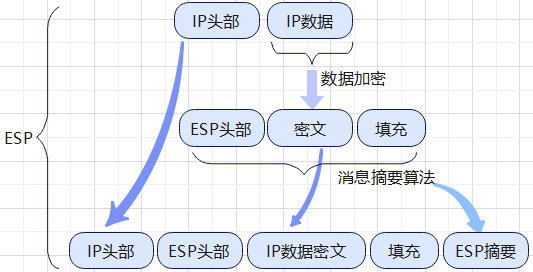 IP头部 IP数据
数据加密
ESP
ESP头部 密文 填充
消息摘要算法
IP头部 ESP头部 IP数据密文 填充 ESP摘要